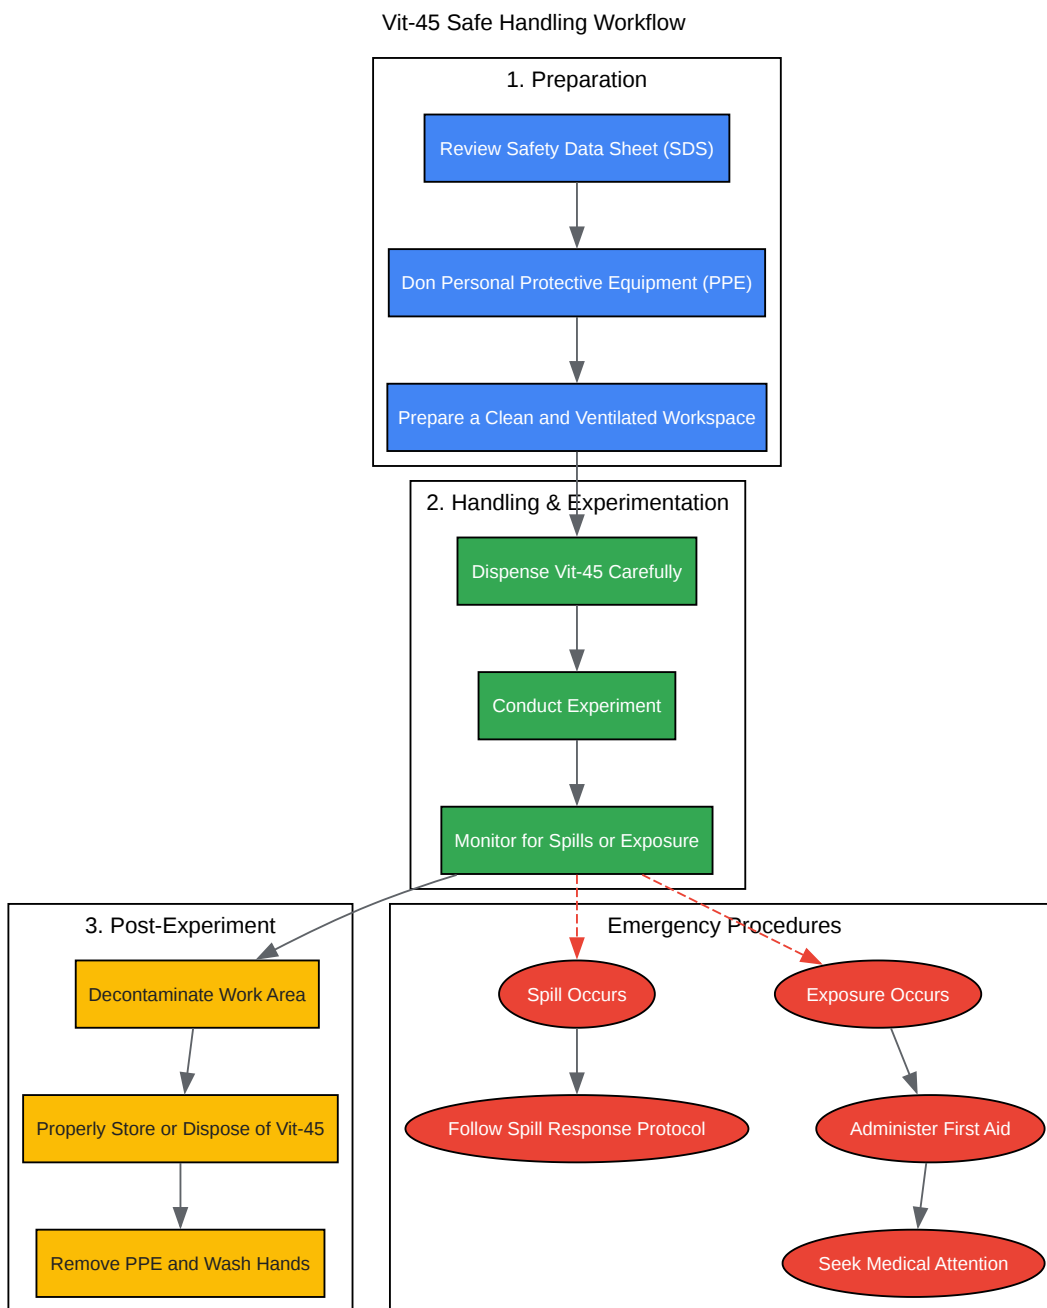 Vit-45 Safe Handling Workflow
1. Preparation
Review Safety Data Sheet (SDS)
Don Personal Protective Equipment (PPE)
Prepare a Clean and Ventilated Workspace
2. Handling & Experimentation
Dispense Vit-45 Carefully
Conduct Experiment
Monitor for Spills or Exposure
3. Post-Experiment
Decontaminate Work Area
Properly Store or Dispose of Vit-45
Remove PPE and Wash Hands
Emergency Procedures
Spill Occurs
Follow Spill Response Protocol
Exposure Occurs
Administer First Aid
Seek Medical Attention